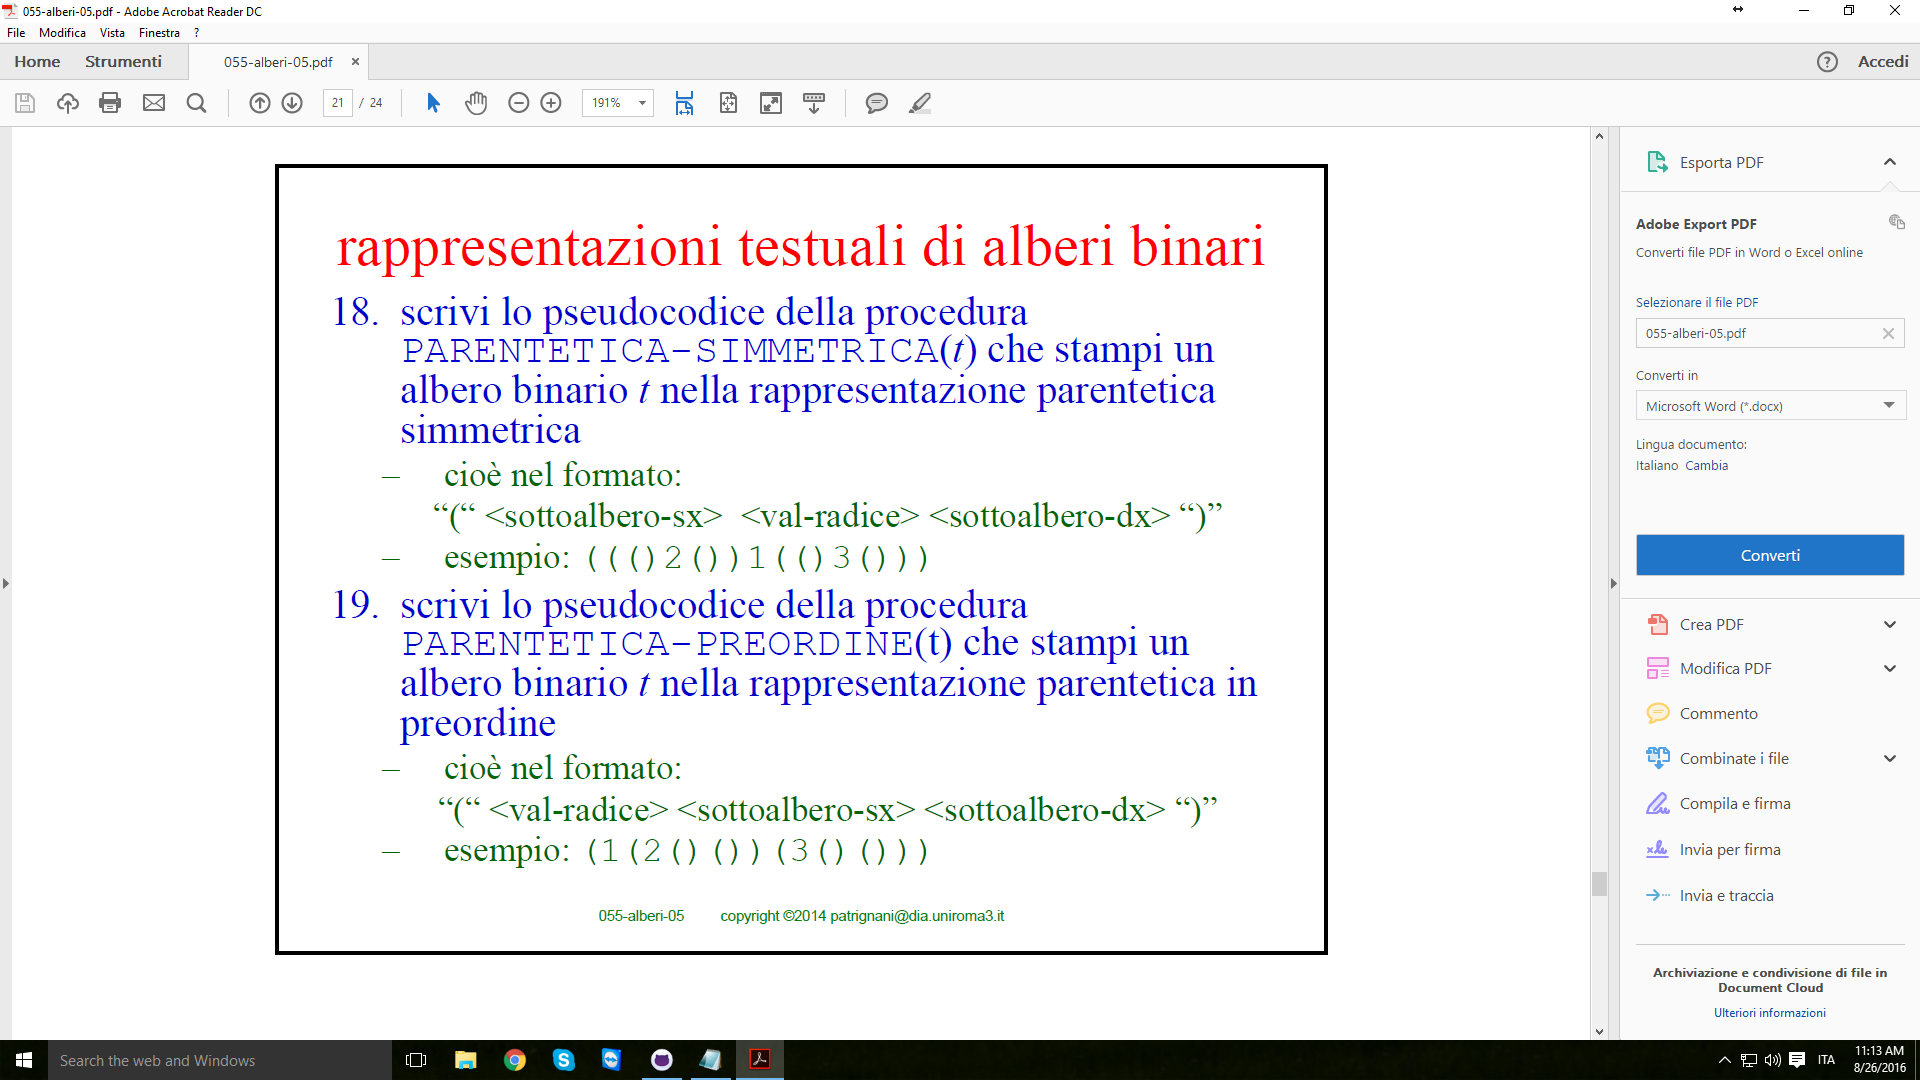 055-alberi-05.pdf - Adobe Acrobat Reader DC
File Modifica Vista Finestra ?
Home Strumenti 055-alberi-05.pdf × ? Accedi
21 / 24 191%
rappresentazioni testuali di alberi binari
18. scrivi lo pseudocodice della procedura
PARENTETICA-SIMMETRICA(t) che stampi un
albero binario t nella rappresentazione parentetica
simmetrica
– cioè nel formato:
“(“ <sottoalbero-sx> <val-radice> <sottoalbero-dx> “)”
– esempio: ((()2())1(()3()))
19. scrivi lo pseudocodice della procedura
PARENTETICA-PREORDINE(t) che stampi un
albero binario t nella rappresentazione parentetica in
preordine
– cioè nel formato:
“(“ <val-radice> <sottoalbero-sx> <sottoalbero-dx> “)”
– esempio: (1(2()())(3()()))
055-alberi-05 copyright ©2014 patrignani@dia.uniroma3.it
Esporta PDF
Adobe Export PDF
Converti file PDF in Word o Excel online
Selezionare il file PDF
055-alberi-05.pdf
Converti in
Microsoft Word (*.docx)
Lingua documento:
Italiano Cambia
Converti
Crea PDF
Modifica PDF
Commento
Combinate i file
Compila e firma
Invia per firma
Invia e traccia
Archiviazione e condivisione di file in
Document Cloud
Ulteriori informazioni
Search the web and Windows
ITA
11:13 AM
8/26/2016